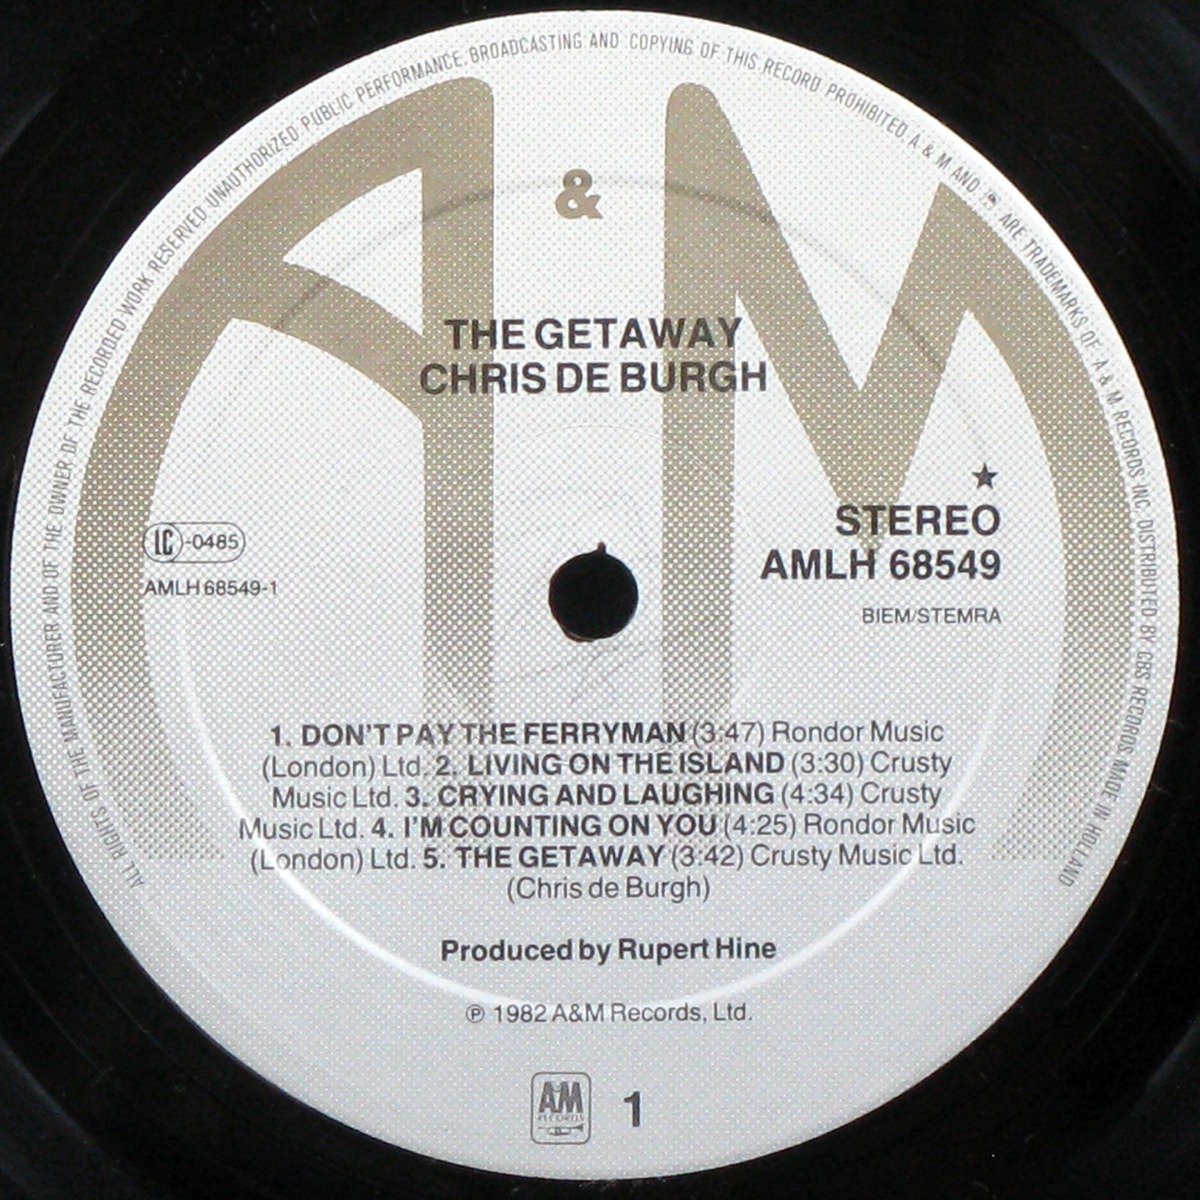 ALL RIGHTS OF THE MANUFACTURER AND OF THE OWNER OF THE RECORDED WORK RESERVED UNAUTHORIZED PUBLIC PERFORMANCE, BROADCASTING AND COPYING OF THIS RECORD PROHIBITED A & M AND ARE TRADEMARKS OF A & M RECORDS INC. DISTRIBUTED BY CBS RECORDS MADE IN HOLLAND
A & M
THE GETAWAY
CHRIS DE BURGH
★
STEREO
AMLH 68549
BIEM/STEMRA
LC-0485
AMLH 68549-1
1. DON'T PAY THE FERRYMAN (3:47) Rondor Music
(London) Ltd. 2. LIVING ON THE ISLAND (3:30) Crusty
Music Ltd. 3. CRYING AND LAUGHING (4:34) Crusty
Music Ltd. 4. I'M COUNTING ON YOU (4:25) Rondor Music
(London) Ltd. 5. THE GETAWAY (3:42) Crusty Music Ltd.
(Chris de Burgh)
Produced by Rupert Hine
℗ 1982 A&M Records, Ltd.
AM
RECORDS
1